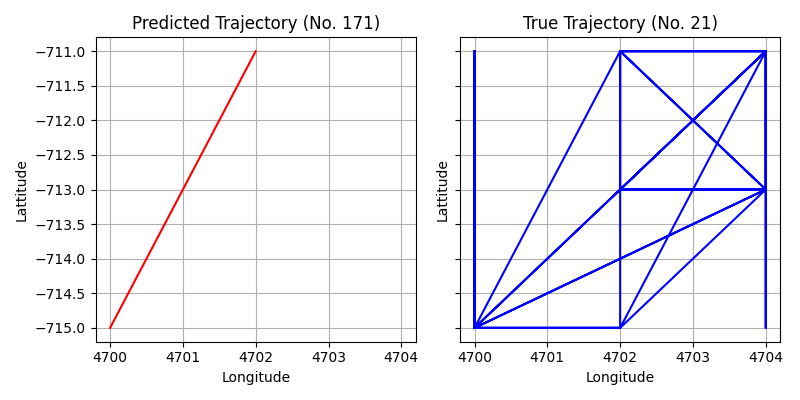 Predicted Trajectory (No. 171)
Lattitude
−711.0
−711.5
−712.0
−712.5
−713.0
−713.5
−714.0
−714.5
−715.0
4700 4701 4702 4703 4704
Longitude
True Trajectory (No. 21)
Lattitude
4700 4701 4702 4703 4704
Longitude